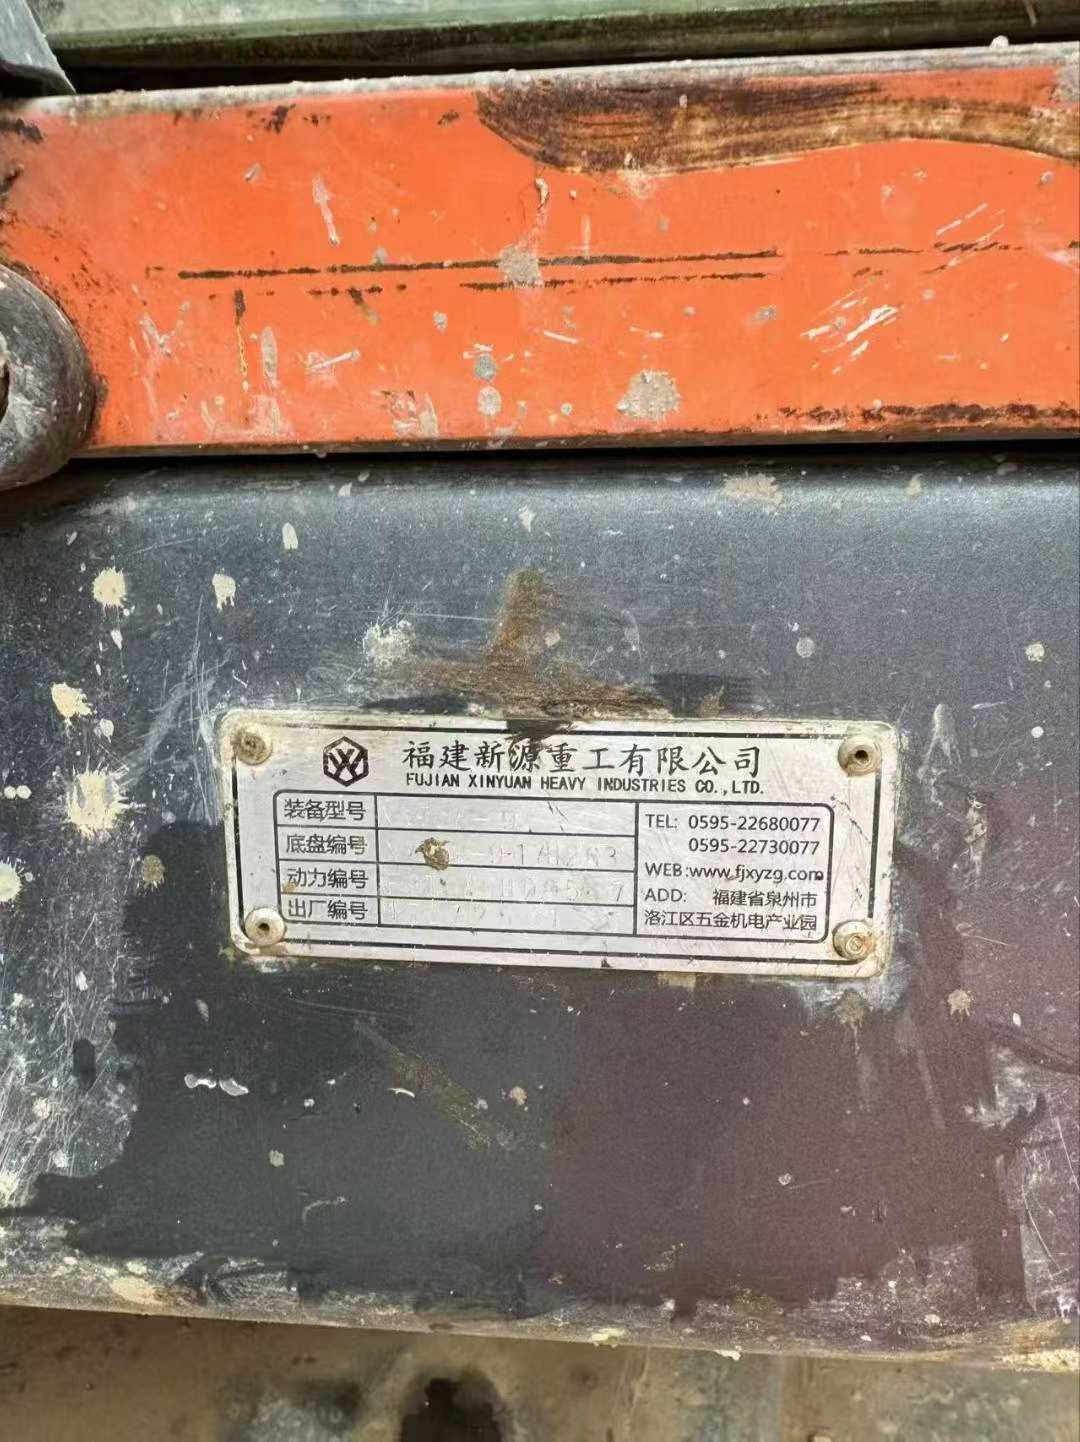 福建新源重工有限公司
FUJIAN XINYUAN HEAVY INDUSTRIES CO.,LTD.
装备型号
底盘编号
动力编号
出厂编号
TEL: 0595-22680077
0595-22730077
WEB:www.fjxyzg.com
ADD: 福建省泉州市
洛江区五金机电产业园